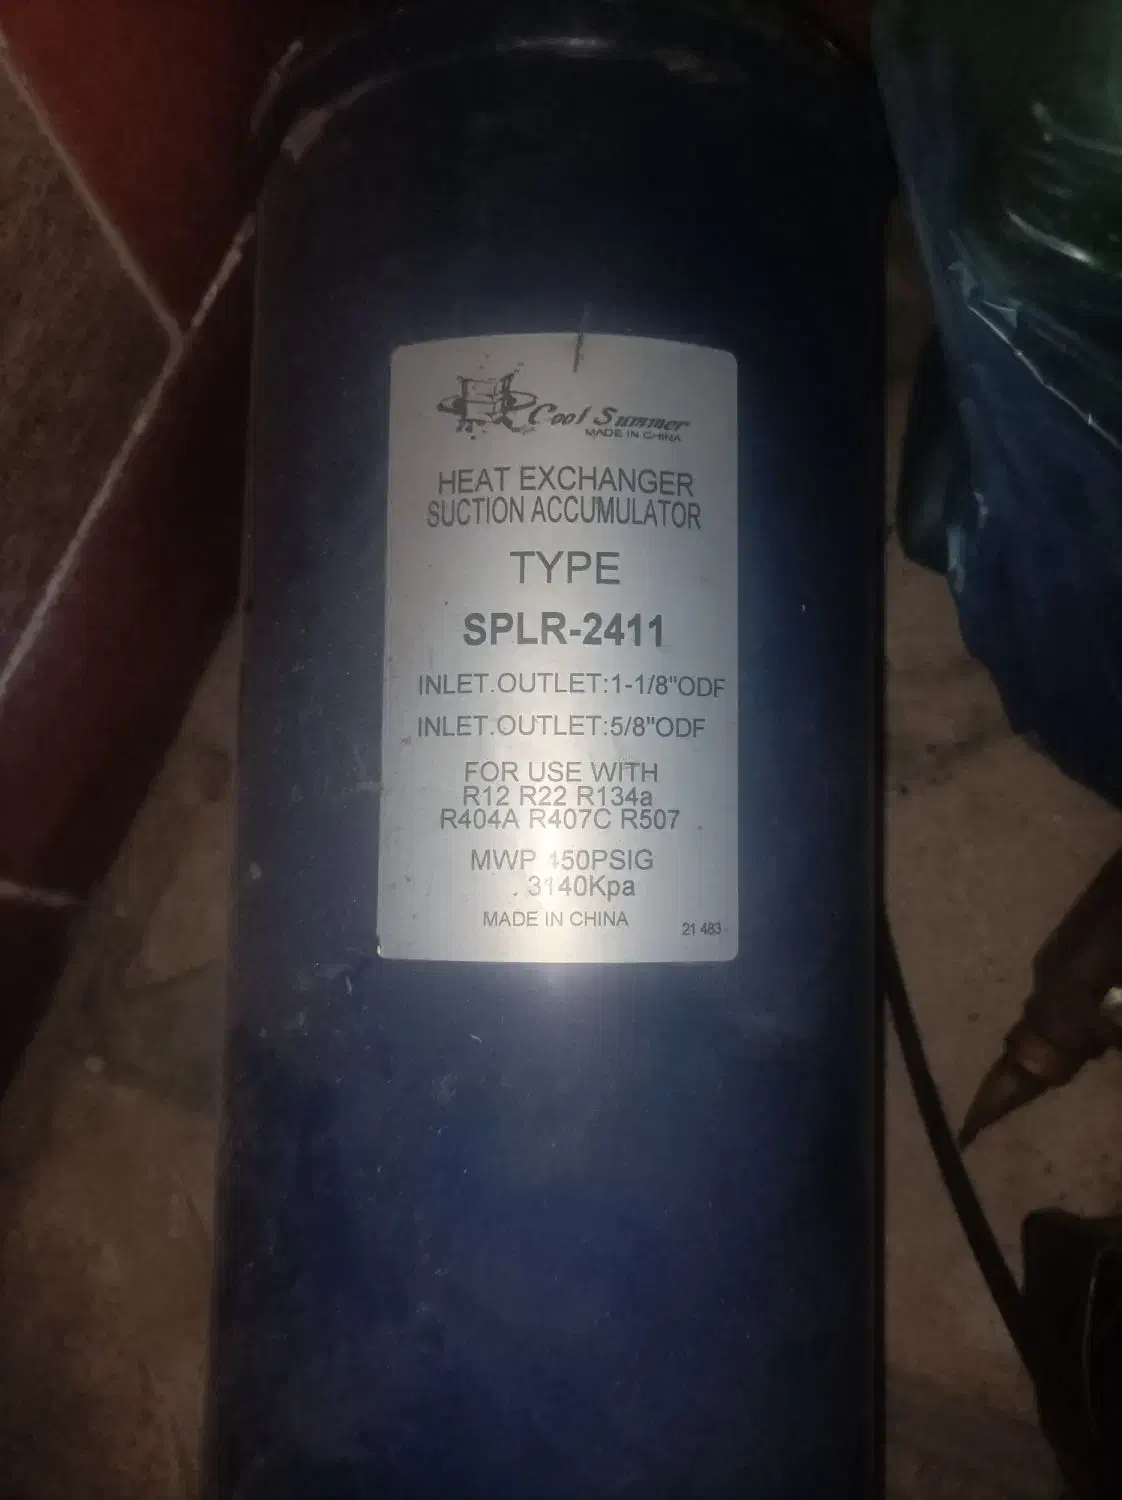 Cool Summer
MADE IN CHINA
HEAT EXCHANGER
SUCTION ACCUMULATOR
TYPE
SPLR-2411
INLET.OUTLET:1-1/8"ODF
INLET.OUTLET:5/8"ODF
FOR USE WITH
R12 R22 R134a
R404A R407C R507
MWP 450PSIG
3140Kpa
MADE IN CHINA
21 483